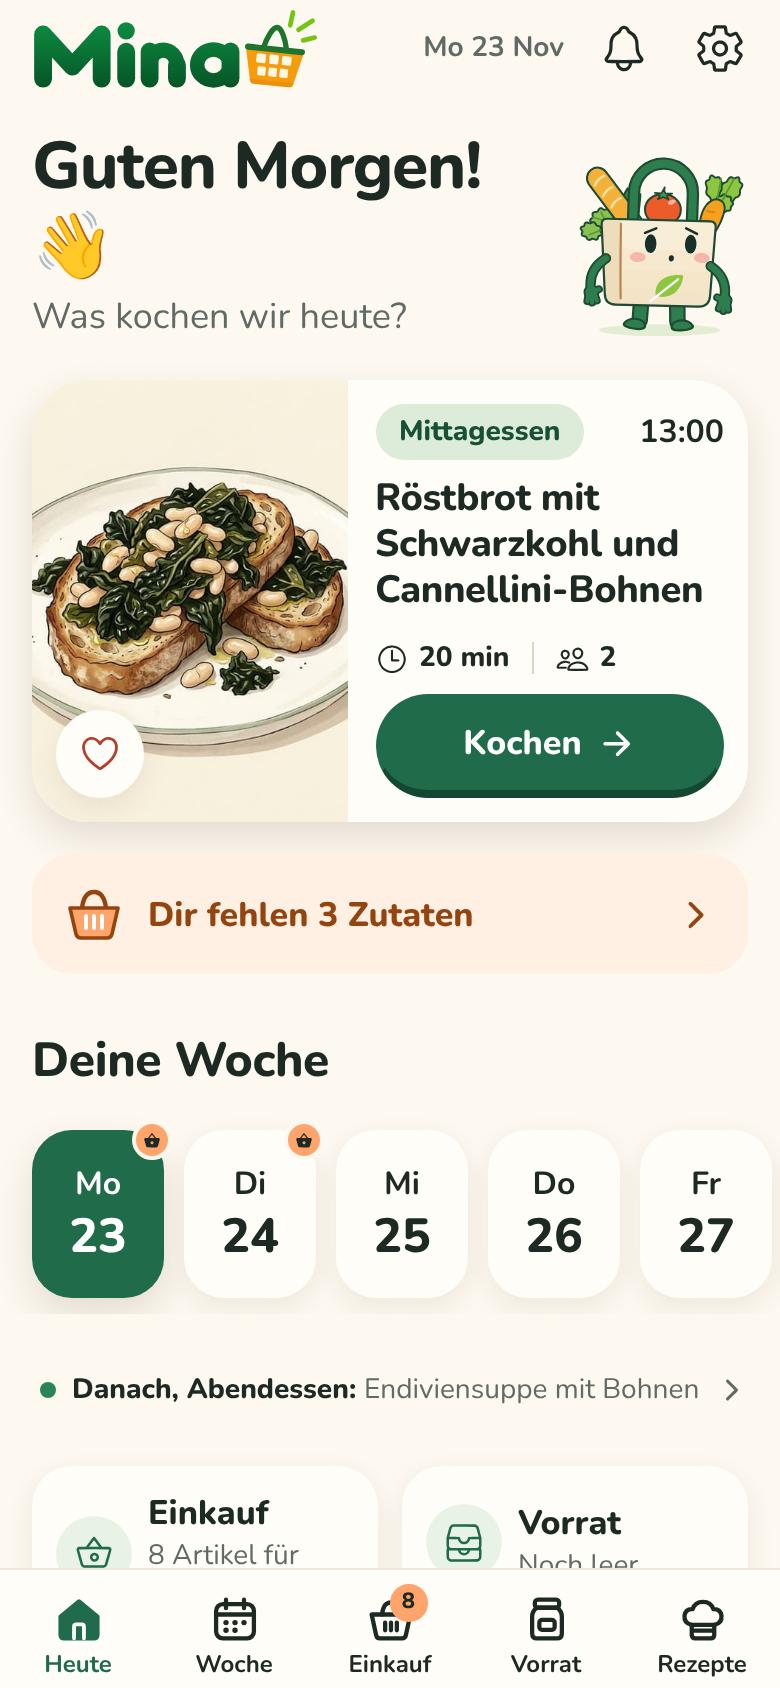 Mina
Mo 23 Nov
Guten Morgen!
👋
Was kochen wir heute?
Mittagessen
13:00
Röstbrot mit
Schwarzkohl und
Cannellini-Bohnen
20 min
2
Kochen →
Dir fehlen 3 Zutaten
Deine Woche
Mo
23
Di
24
Mi
25
Do
26
Fr
27
Danach, Abendessen: Endiviensuppe mit Bohnen
Einkauf
8 Artikel für
Vorrat
Noch leer
8
Heute
Woche
Einkauf
Vorrat
Rezepte